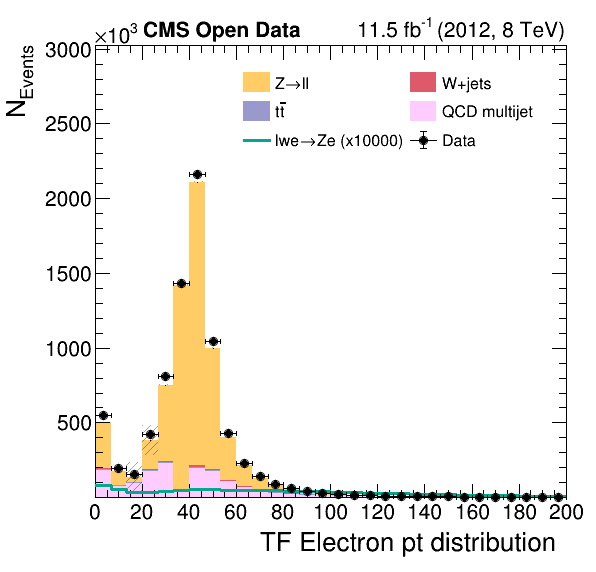 ×10³ CMS Open Data 11.5 fb⁻¹ (2012, 8 TeV)
N_Events
3000
2500
2000
1500
1000
500
Z→ll W+jets
tt̄ QCD multijet
lwe→Ze (x10000) Data
0 20 40 60 80 100 120 140 160 180 200
TF Electron pt distribution